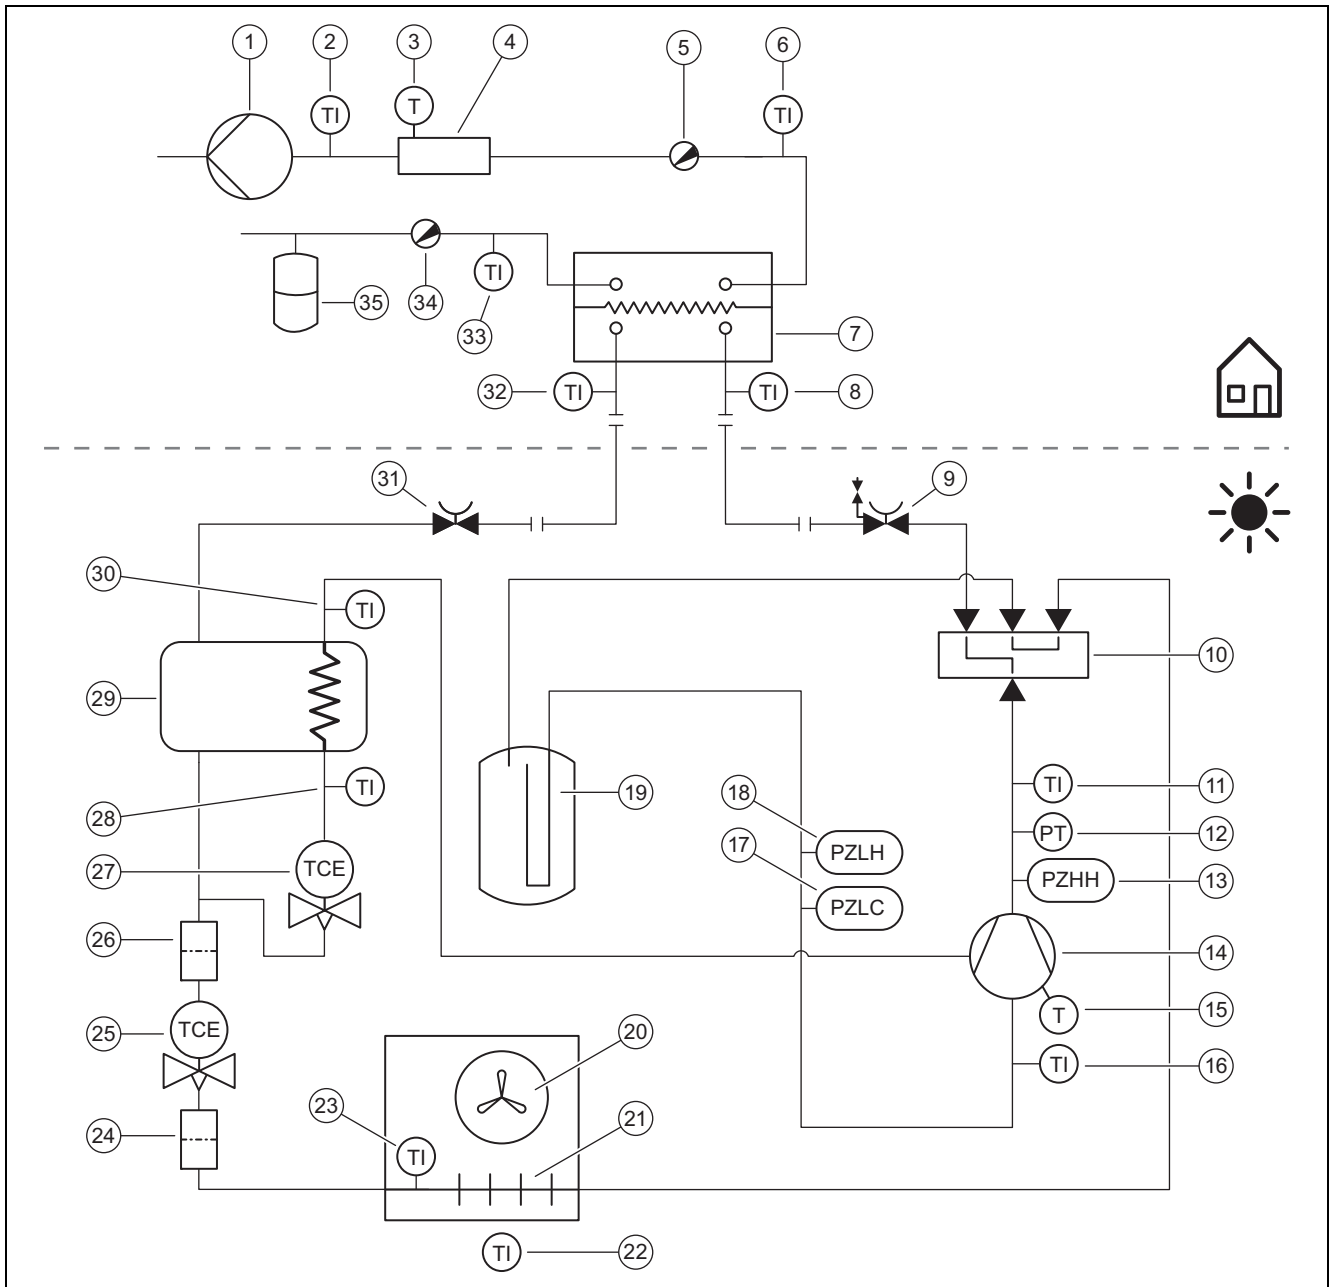 1 2 3 4 5 6
TI T TI
35 34 TI 33 7
32 TI TI 8
31 9
30 TI
10
29
28 TI
19 18 17 PZLH PZLC
TI 11
PT 12
PZHH 13
27 TCE
26
14
25 TCE
T 15
TI 16
20
23 TI 21
24
TI 22